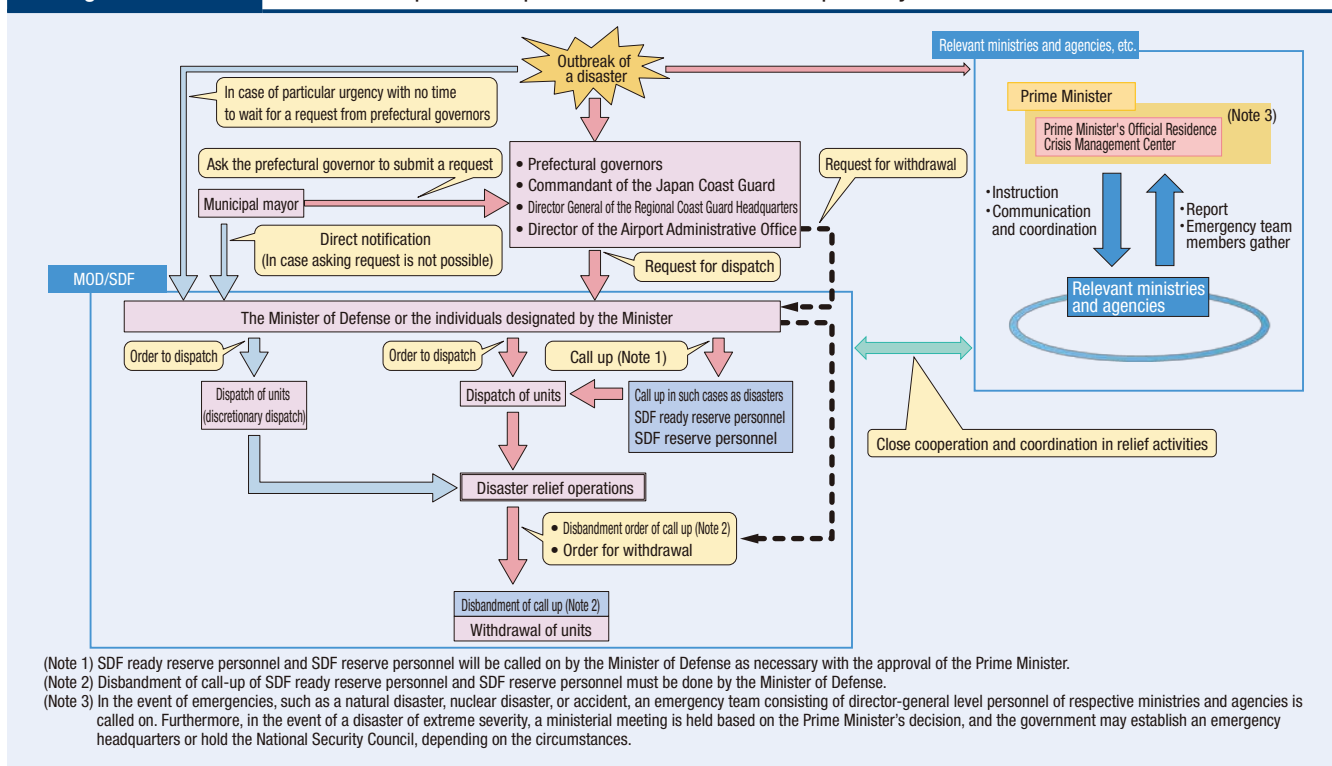 Outbreak of
a disaster
Relevant ministries and agencies, etc.
In case of particular urgency with no time
to wait for a request from prefectural governors
Prime Minister
(Note 3)
Prime Minister's Official Residence
Crisis Management Center
Ask the prefectural governor to submit a request
• Prefectural governors
• Commandant of the Japan Coast Guard
• Director General of the Regional Coast Guard Headquarters
• Director of the Airport Administrative Office
Request for withdrawal
Municipal mayor
•Instruction
•Communication
and coordination
•Report
•Emergency team
members gather
Direct notification
(In case asking request is not possible)
Request for dispatch
MOD/SDF
Relevant ministries
and agencies
The Minister of Defense or the individuals designated by the Minister
Order to dispatch
Order to dispatch
Call up (Note 1)
Dispatch of units
(discretionary dispatch)
Dispatch of units
Call up in such cases as disasters
SDF ready reserve personnel
SDF reserve personnel
Close cooperation and coordination in relief activities
Disaster relief operations
• Disbandment order of call up (Note 2)
• Order for withdrawal
Disbandment of call up (Note 2)
Withdrawal of units
(Note 1) SDF ready reserve personnel and SDF reserve personnel will be called on by the Minister of Defense as necessary with the approval of the Prime Minister.
(Note 2) Disbandment of call-up of SDF ready reserve personnel and SDF reserve personnel must be done by the Minister of Defense.
(Note 3) In the event of emergencies, such as a natural disaster, nuclear disaster, or accident, an emergency team consisting of director-general level personnel of respective ministries and agencies is
called on. Furthermore, in the event of a disaster of extreme severity, a ministerial meeting is held based on the Prime Minister's decision, and the government may establish an emergency
headquarters or hold the National Security Council, depending on the circumstances.